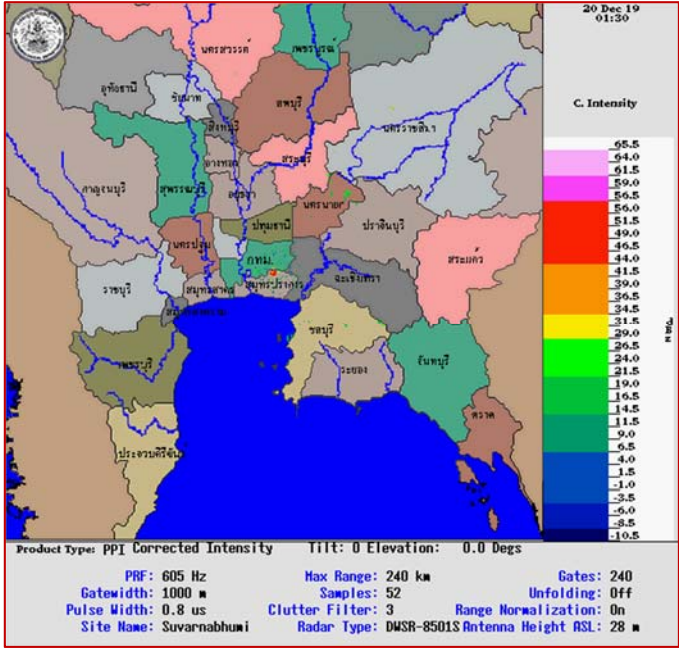 20 Dec 19
01:30
C. Intensity
นครสวรรค์
เพชรบูรณ์
อุทัยธานี
ชัยนาท
ลพบุรี
สิงห์บุรี
นครราชสีมา
อ่างทอง
สระบุรี
กาญจนบุรี
สุพรรณบุรี
อยุธยา
นครนายก
ปราจีนบุรี
ปทุมธานี
นครปฐม
กทม.
สระแก้ว
ราชบุรี
สมุทรสาคร
สมุทรปราการ
ฉะเชิงเทรา
ชลบุรี
เพชรบุรี
ระยอง
จันทบุรี
ตราด
ประจวบคีรีขันธ์
65.5
64.0
61.5
59.0
56.5
56.0
51.5
49.0
46.5
44.0
41.5
39.0
36.5
34.5
31.5
29.0
26.5
24.0
21.5
19.0
16.5
14.5
11.5
9.0
6.5
4.0
1.5
-1.0
-3.5
-6.0
-8.5
-10.5
Product Type: PPI Corrected Intensity Tilt: 0 Elevation: 0.0 Degs
PRF: 605 Hz Max Range: 240 km Gates: 240
Gatewidth: 1000 m Samples: 52 Unfolding: Off
Pulse Width: 0.8 us Clutter Filter: 3 Range Normalization: On
Site Name: Suvarnabhumi Radar Type: DWSR-8501S Antenna Height ASL: 28 m